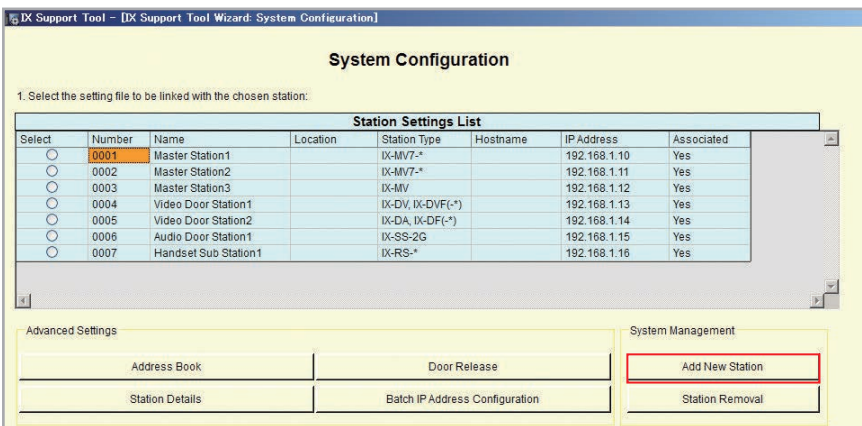 IX Support Tool - [IX Support Tool Wizard: System Configuration]
System Configuration
1. Select the setting file to be linked with the chosen station:
Station Settings List
Select Number Name Location Station Type Hostname IP Address Associated
0001 Master Station1 IX-MV7-* 192.168.1.10 Yes
0002 Master Station2 IX-MV7-* 192.168.1.11 Yes
0003 Master Station3 IX-MV 192.168.1.12 Yes
0004 Video Door Station1 IX-DV, IX-DVF(-*) 192.168.1.13 Yes
0005 Video Door Station2 IX-DA, IX-DF(-*) 192.168.1.14 Yes
0006 Audio Door Station1 IX-SS-2G 192.168.1.15 Yes
0007 Handset Sub Station1 IX-RS-* 192.168.1.16 Yes
Advanced Settings System Management
Address Book Door Release Add New Station
Station Details Batch IP Address Configuration Station Removal